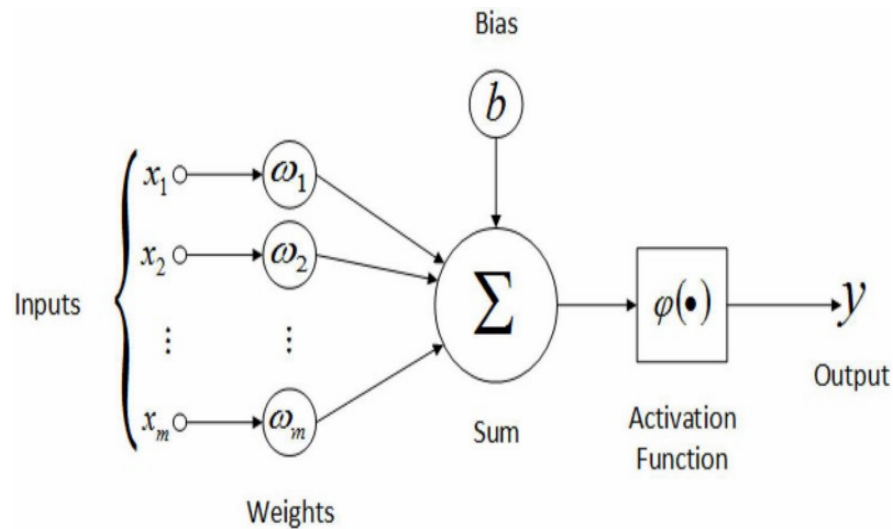 Bias
b
x₁
ω₁
x₂
ω₂
Inputs
⋮
⋮
Σ
φ(•)
y
Output
xₘ
ωₘ
Sum
Activation
Function
Weights